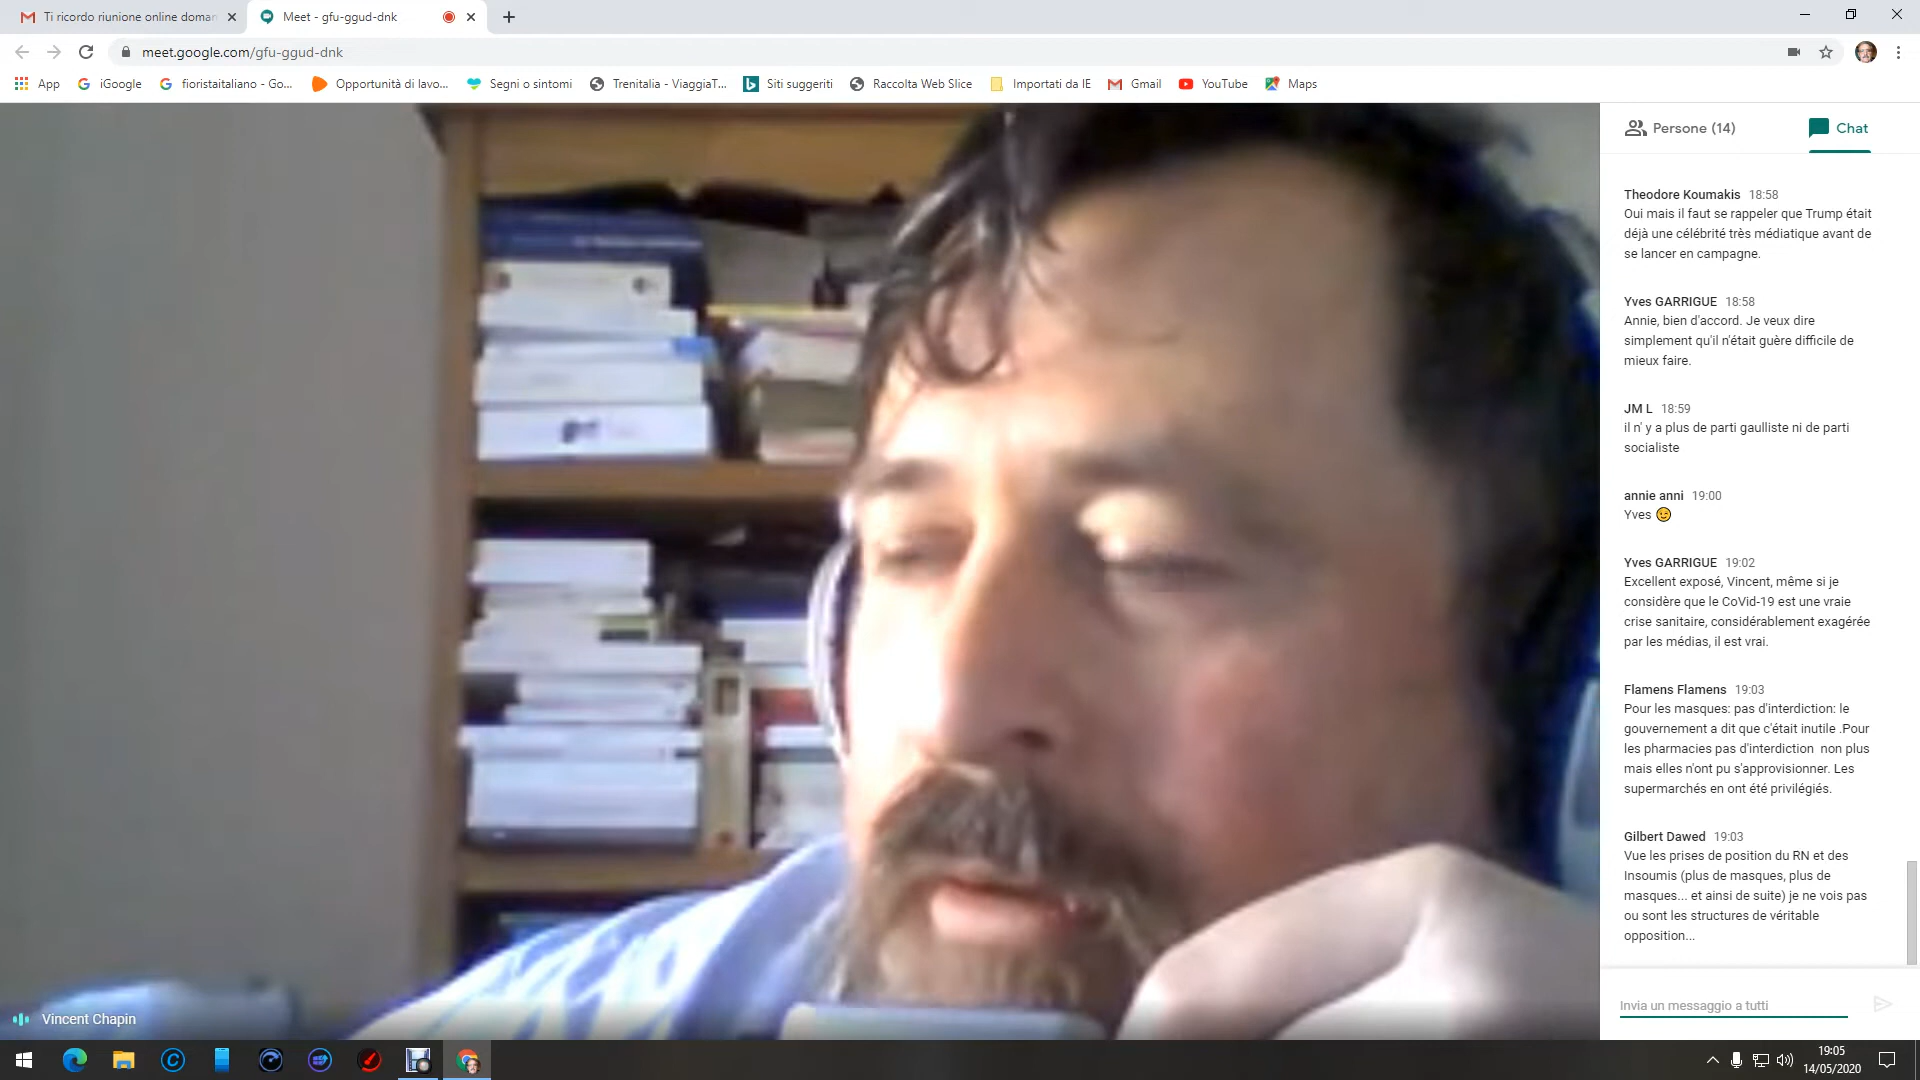 Ti ricordo riunione online doman
Meet - gfu-ggud-dnk
meet.google.com/gfu-ggud-dnk
App
iGoogle
fioristaitaliano - Go...
Opportunità di lavo...
Segni o sintomi
Trenitalia - ViaggiaT...
Siti suggeriti
Raccolta Web Slice
Importati da IE
Gmail
YouTube
Maps
Persone (14)
Chat
Theodore Koumakis 18:58
Oui mais il faut se rappeler que Trump était
déjà une célébrité très médiatique avant de
se lancer en campagne.
Yves GARRIGUE 18:58
Annie, bien d'accord. Je veux dire
simplement qu'il n'était guère difficile de
mieux faire.
JM L 18:59
il n' y a plus de parti gaulliste ni de parti
socialiste
annie anni 19:00
Yves 😉
Yves GARRIGUE 19:02
Excellent exposé, Vincent, même si je
considère que le CoVid-19 est une vraie
crise sanitaire, considérablement exagérée
par les médias, il est vrai.
Flamens Flamens 19:03
Pour les masques: pas d'interdiction: le
gouvernement a dit que c'était inutile .Pour
les pharmacies pas d'interdiction non plus
mais elles n'ont pu s'approvisionner. Les
supermarchés en ont été privilégiés.
Gilbert Dawed 19:03
Vue les prises de position du RN et des
Insoumis (plus de masques, plus de
masques... et ainsi de suite) je ne vois pas
ou sont les structures de véritable
opposition...
Invia un messaggio a tutti
Vincent Chapin
19:05
14/05/2020